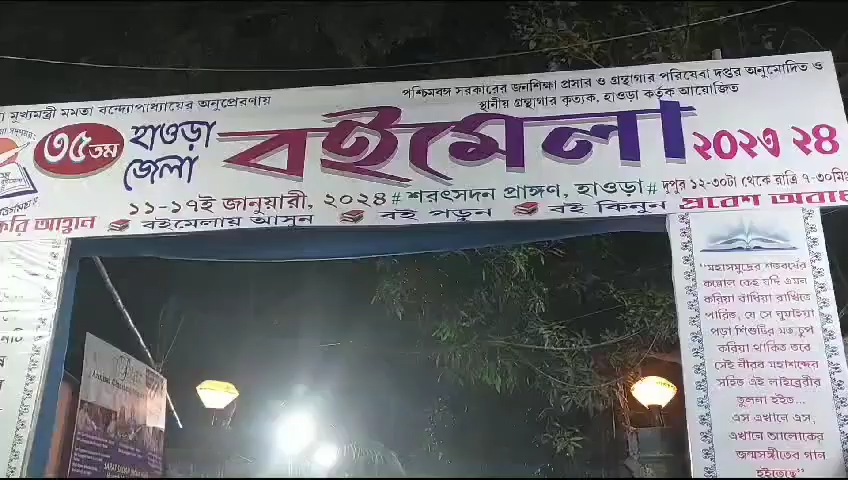 মুখ্যমন্ত্রী মমতা বন্দ্যোপাধ্যায়ের অনুপ্রেরণায়
পশ্চিমবঙ্গ সরকারের জনশিক্ষা প্রসার ও গ্রন্থাগার পরিষেবা দপ্তর অনুমোদিত ও
স্থানীয় গ্রন্থাগার কৃত্যক, হাওড়া কর্তৃক আয়োজিত
৩৫তম হাওড়া জেলা বইমেলা ২০২৩ ২৪
১১-১৭ই জানুয়ারী, ২০২৪ # শরৎসদন প্রাঙ্গণ, হাওড়া # দুপুর ১২-৩০টা থেকে রাত্রি ৭-৩০মিঃ
আহ্বান বইমেলায় আসুন বই পড়ুন বই কিনুন প্রবেশ অবাধ
"মহাসমুদ্রের শতবর্ষের
কল্লোল কেহ যদি এমন
করিয়া বাঁধিয়া রাখিতে
পারিত, যে সে ঘুমাইয়া
পড়া শিশুটির মত চুপ
করিয়া থাকিত তবে
সেই নীরব মহাশব্দের
সহিত এই লাইব্রেরীর
তুলনা হইত...
এস এখানে এস,
এখানে আলোকের
জন্মসঙ্গীতের গান
হইতেছে"